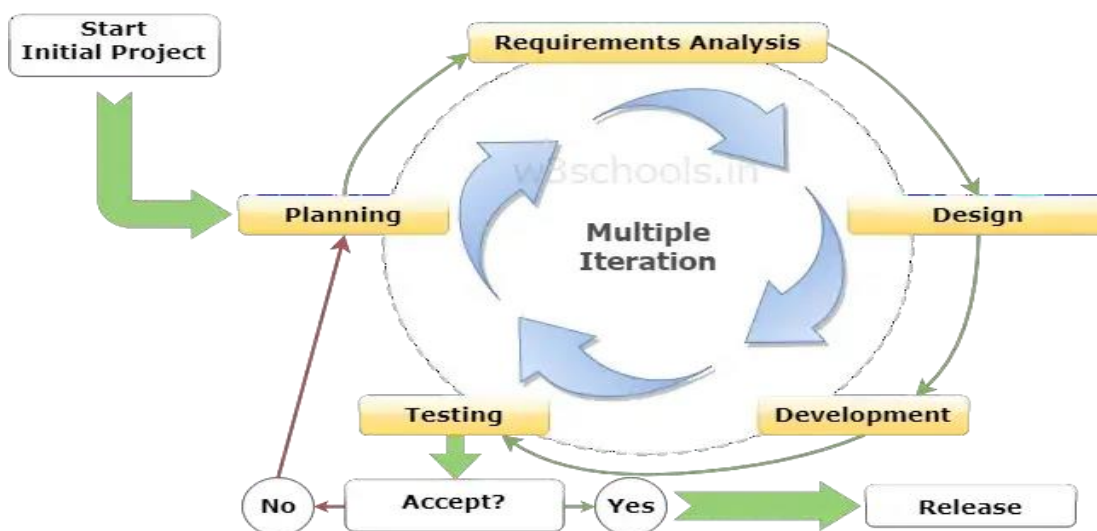 Start
Initial Project
Requirements Analysis
w3schools.in
Planning
Design
Multiple
Iteration
Testing
Development
No
Accept?
Yes
Release